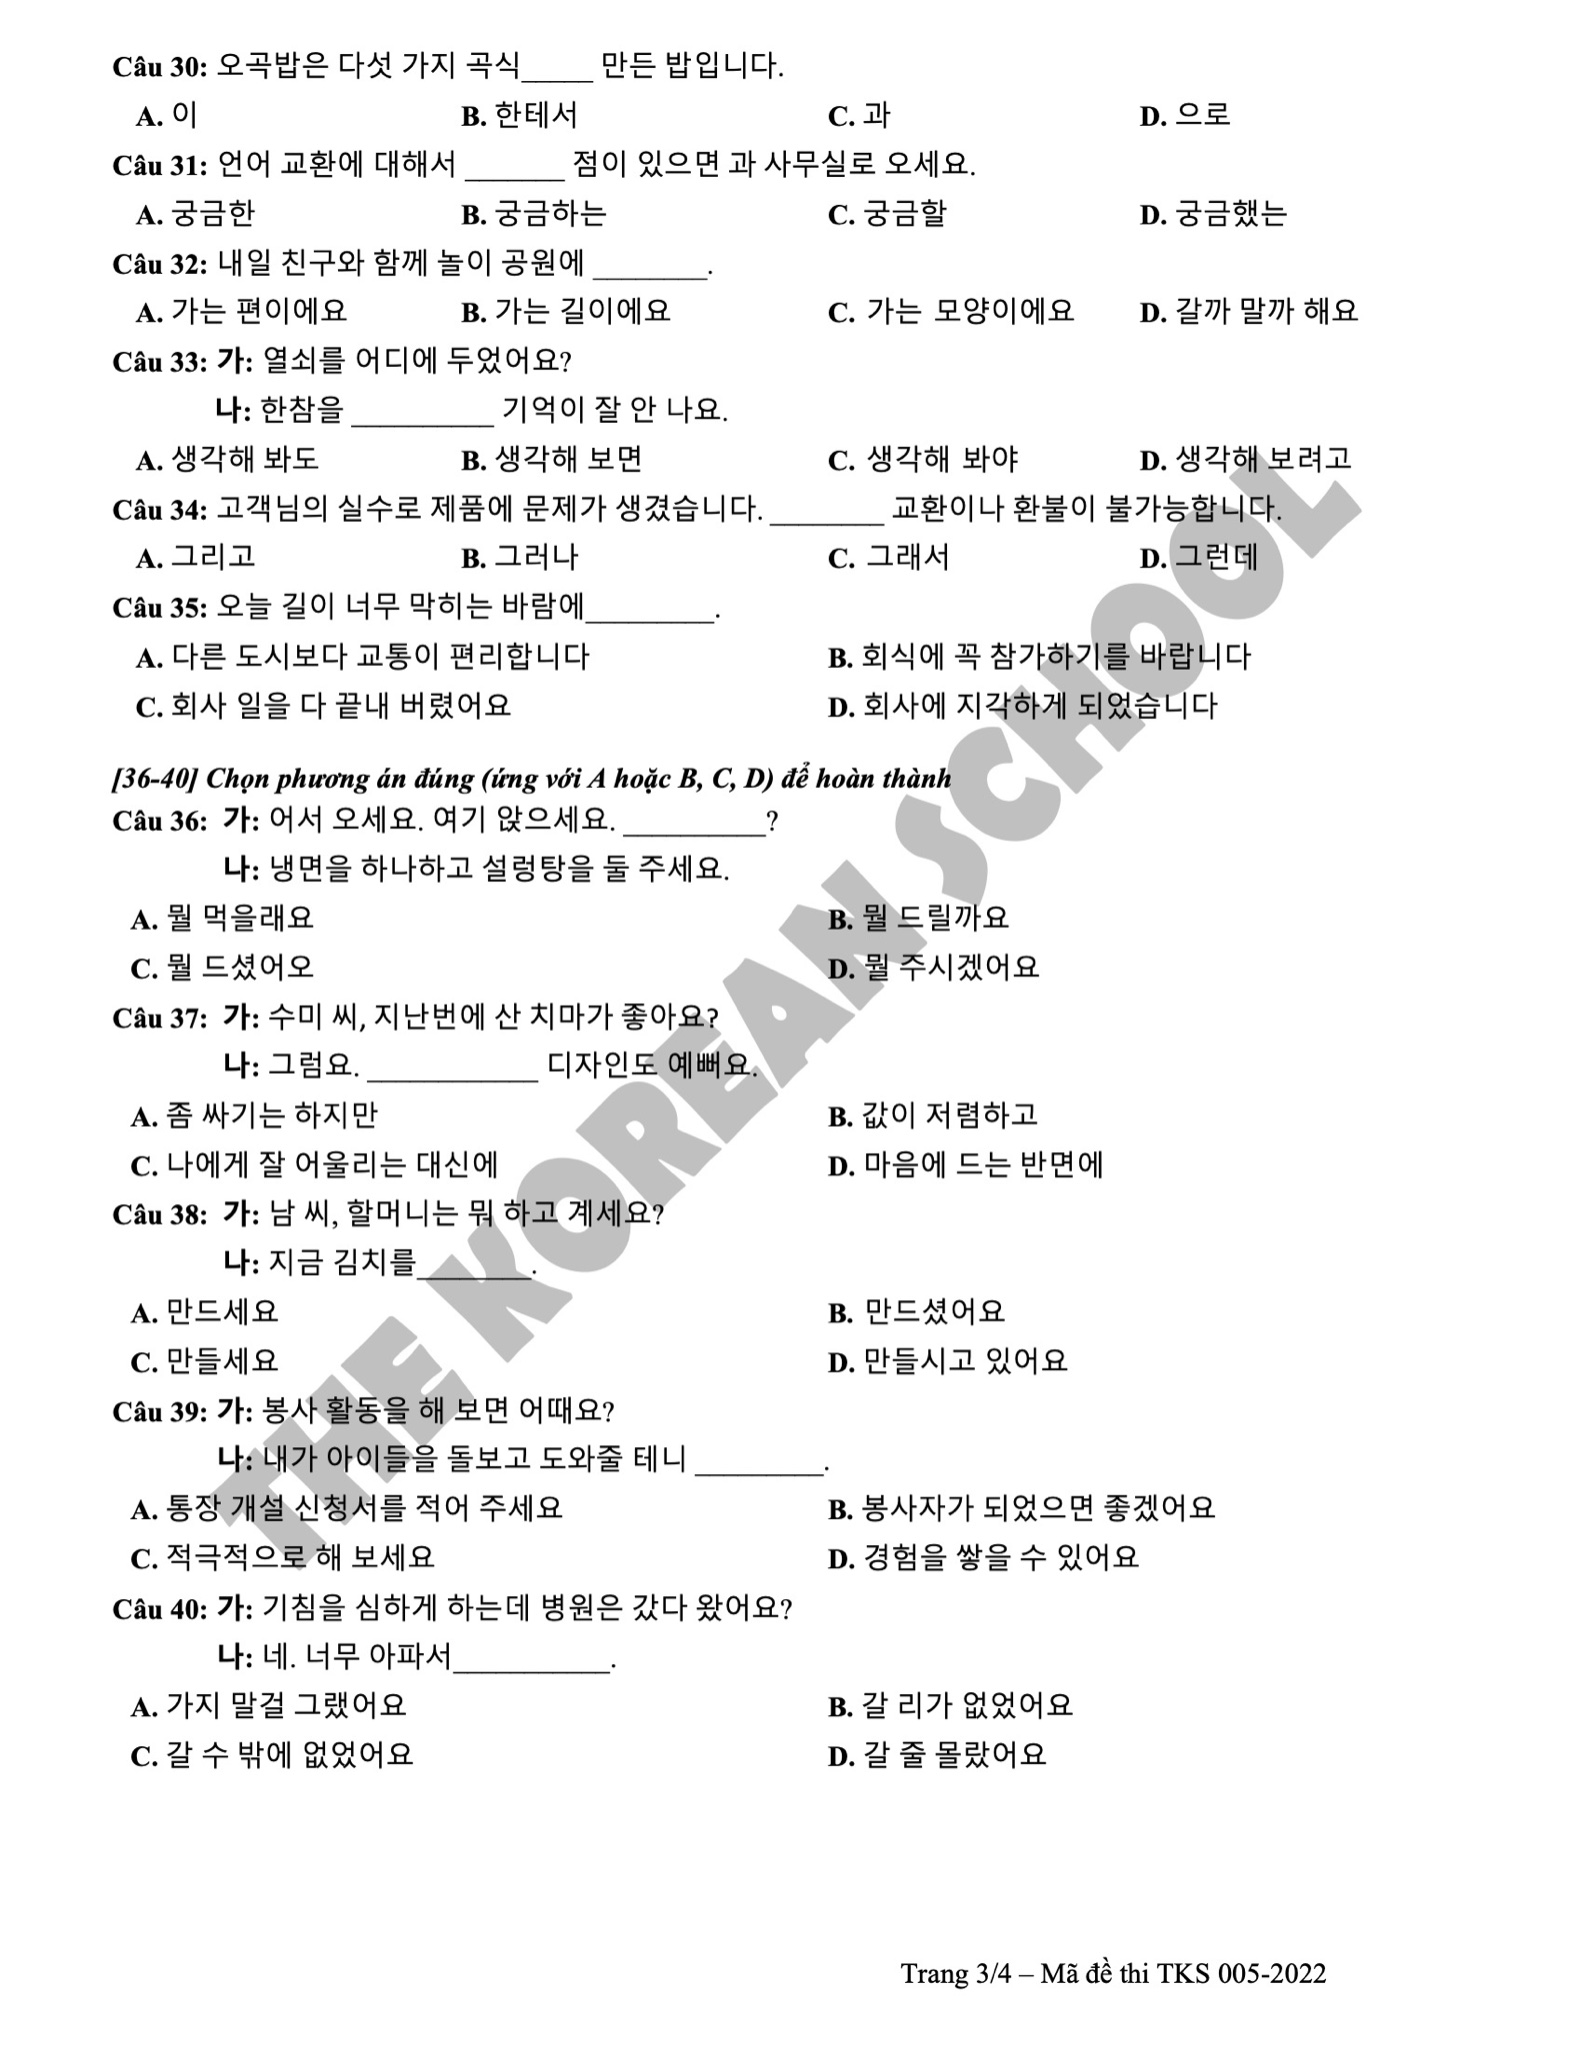 Câu 30: 오곡밥은 다섯 가지 곡식_____ 만든 밥입니다.
A. 이 B. 한테서 C. 과 D. 으로
Câu 31: 언어 교환에 대해서 _______ 점이 있으면 과 사무실로 오세요.
A. 궁금한 B. 궁금하는 C. 궁금할 D. 궁금했는
Câu 32: 내일 친구와 함께 놀이 공원에 ________.
A. 가는 편이에요 B. 가는 길이에요 C. 가는 모양이에요 D. 갈까 말까 해요
Câu 33: 가: 열쇠를 어디에 두었어요?
나: 한참을 __________ 기억이 잘 안 나요.
A. 생각해 봐도 B. 생각해 보면 C. 생각해 봐야 D. 생각해 보려고
Câu 34: 고객님의 실수로 제품에 문제가 생겼습니다. ________ 교환이나 환불이 불가능합니다.
A. 그리고 B. 그러나 C. 그래서 D. 그런데
Câu 35: 오늘 길이 너무 막히는 바람에_________.
A. 다른 도시보다 교통이 편리합니다 B. 회식에 꼭 참가하기를 바랍니다
C. 회사 일을 다 끝내 버렸어요 D. 회사에 지각하게 되었습니다
[36-40] Chọn phương án đúng (ứng với A hoặc B, C, D) để hoàn thành
Câu 36: 가: 어서 오세요. 여기 앉으세요. __________?
나: 냉면을 하나하고 설렁탕을 둘 주세요.
A. 뭘 먹을래요 B. 뭘 드릴까요
C. 뭘 드셨어오 D. 뭘 주시겠어요
Câu 37: 가: 수미 씨, 지난번에 산 치마가 좋아요?
나: 그럼요. ____________ 디자인도 예뻐요.
A. 좀 싸기는 하지만 B. 값이 저렴하고
C. 나에게 잘 어울리는 대신에 D. 마음에 드는 반면에
Câu 38: 가: 남 씨, 할머니는 뭐 하고 계세요?
나: 지금 김치를________.
A. 만드세요 B. 만드셨어요
C. 만들세요 D. 만들시고 있어요
Câu 39: 가: 봉사 활동을 해 보면 어때요?
나: 내가 아이들을 돌보고 도와줄 테니 _________.
A. 통장 개설 신청서를 적어 주세요 B. 봉사자가 되었으면 좋겠어요
C. 적극적으로 해 보세요 D. 경험을 쌓을 수 있어요
Câu 40: 가: 기침을 심하게 하는데 병원은 갔다 왔어요?
나: 네. 너무 아파서___________.
A. 가지 말걸 그랬어요 B. 갈 리가 없었어요
C. 갈 수 밖에 없었어요 D. 갈 줄 몰랐어요
THE KOREAN SCHOOL
Trang 3/4 – Mã đề thi TKS 005-2022